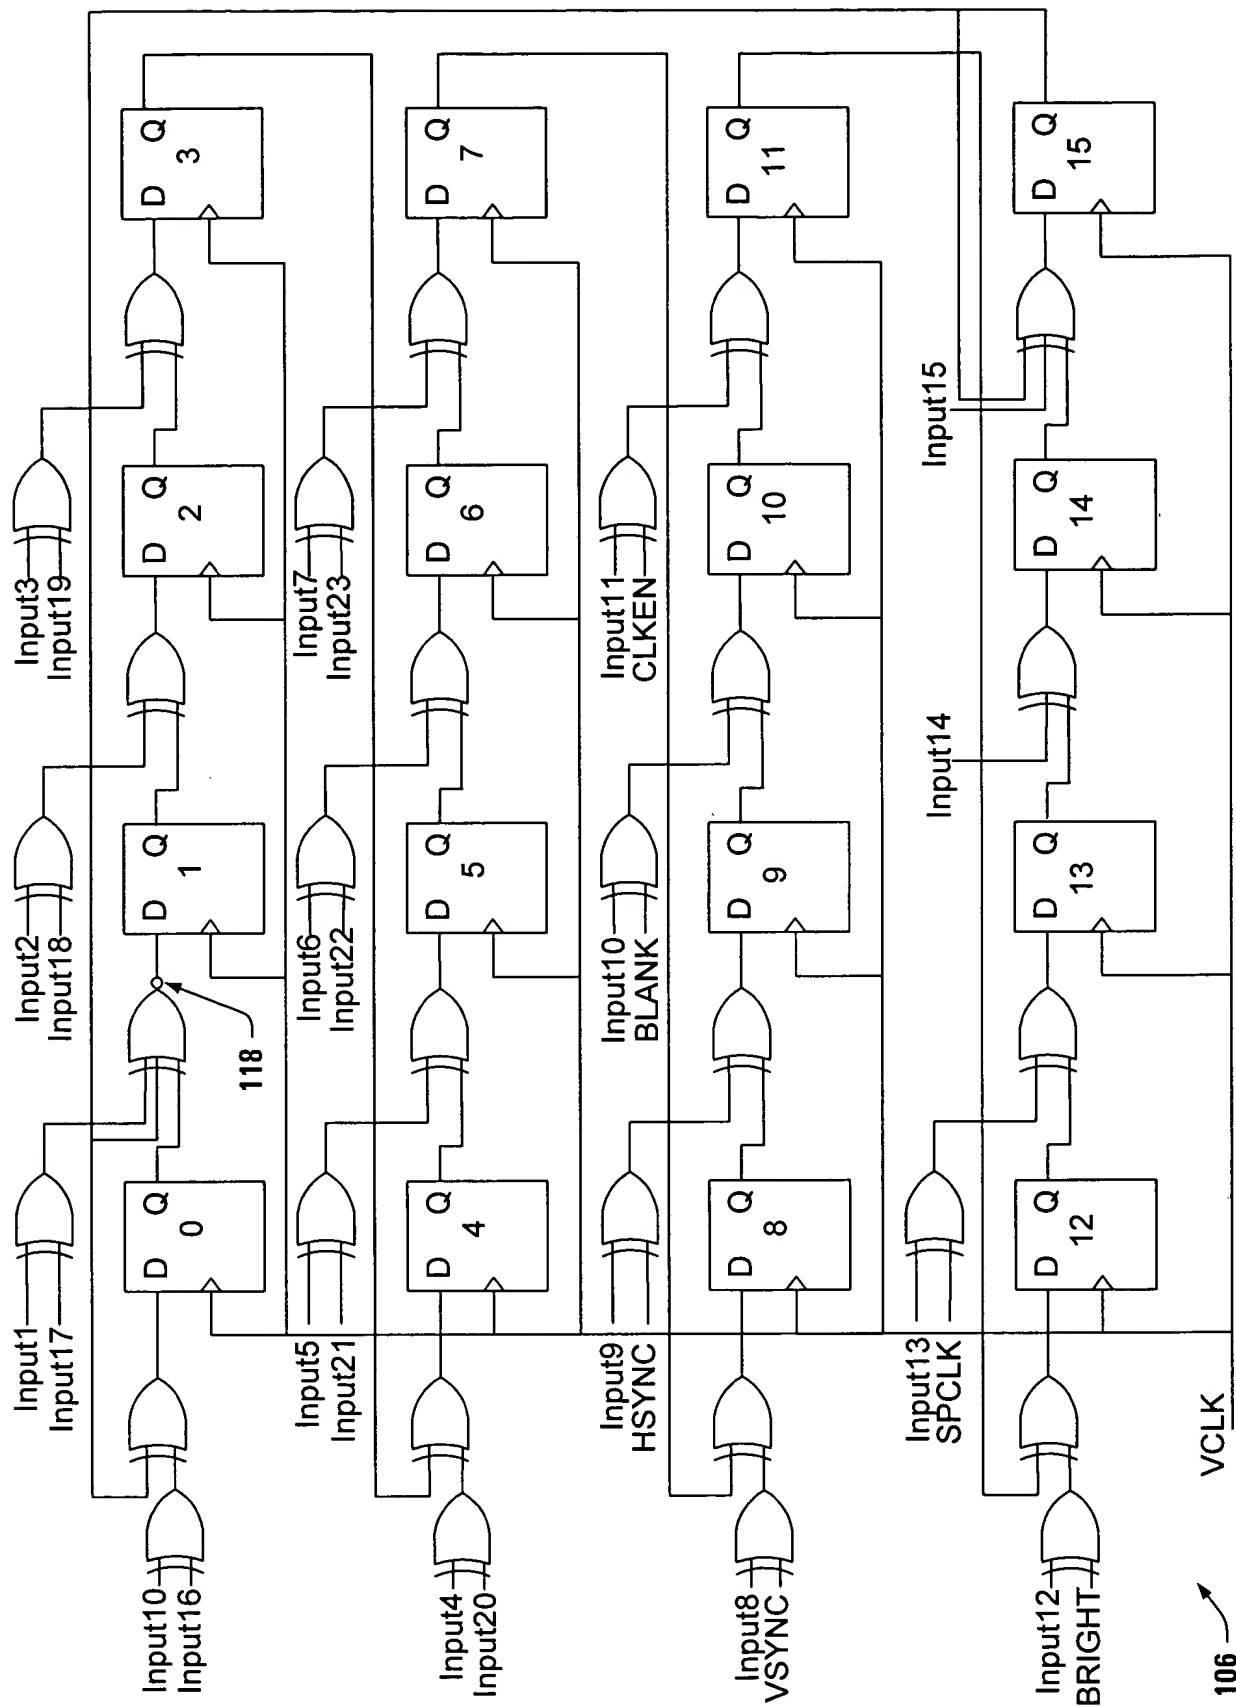 Input10
Input16
D Q
0
Input1
Input17
118
D Q
1
Input2
Input18
D Q
2
Input3
Input19
D Q
3
Input4
Input20
D Q
4
Input5
Input21
D Q
5
Input6
Input22
D Q
6
Input7
Input23
D Q
7
Input8
VSYNC
D Q
8
Input9
HSYNC
D Q
9
Input10
BLANK
D Q
10
Input11
CLKEN
D Q
11
Input12
BRIGHT
D Q
12
Input13
SPCLK
D Q
13
Input14
D Q
14
Input15
D Q
15
VCLK
106